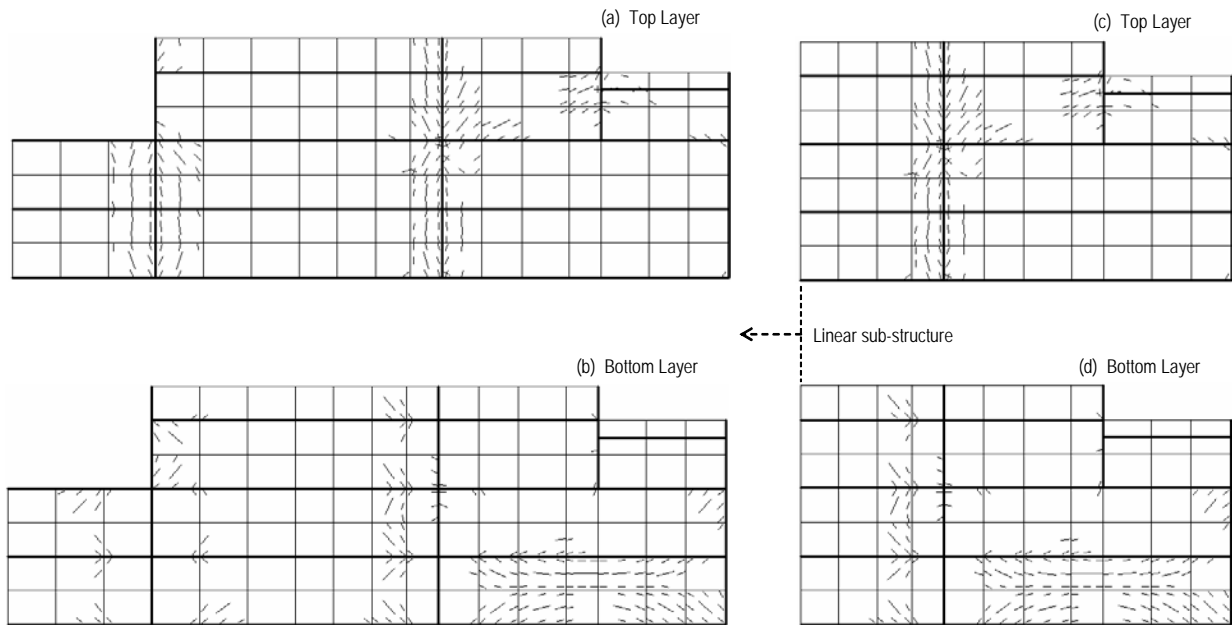 (a) Top Layer
(c) Top Layer
Linear sub-structure
(b) Bottom Layer
(d) Bottom Layer